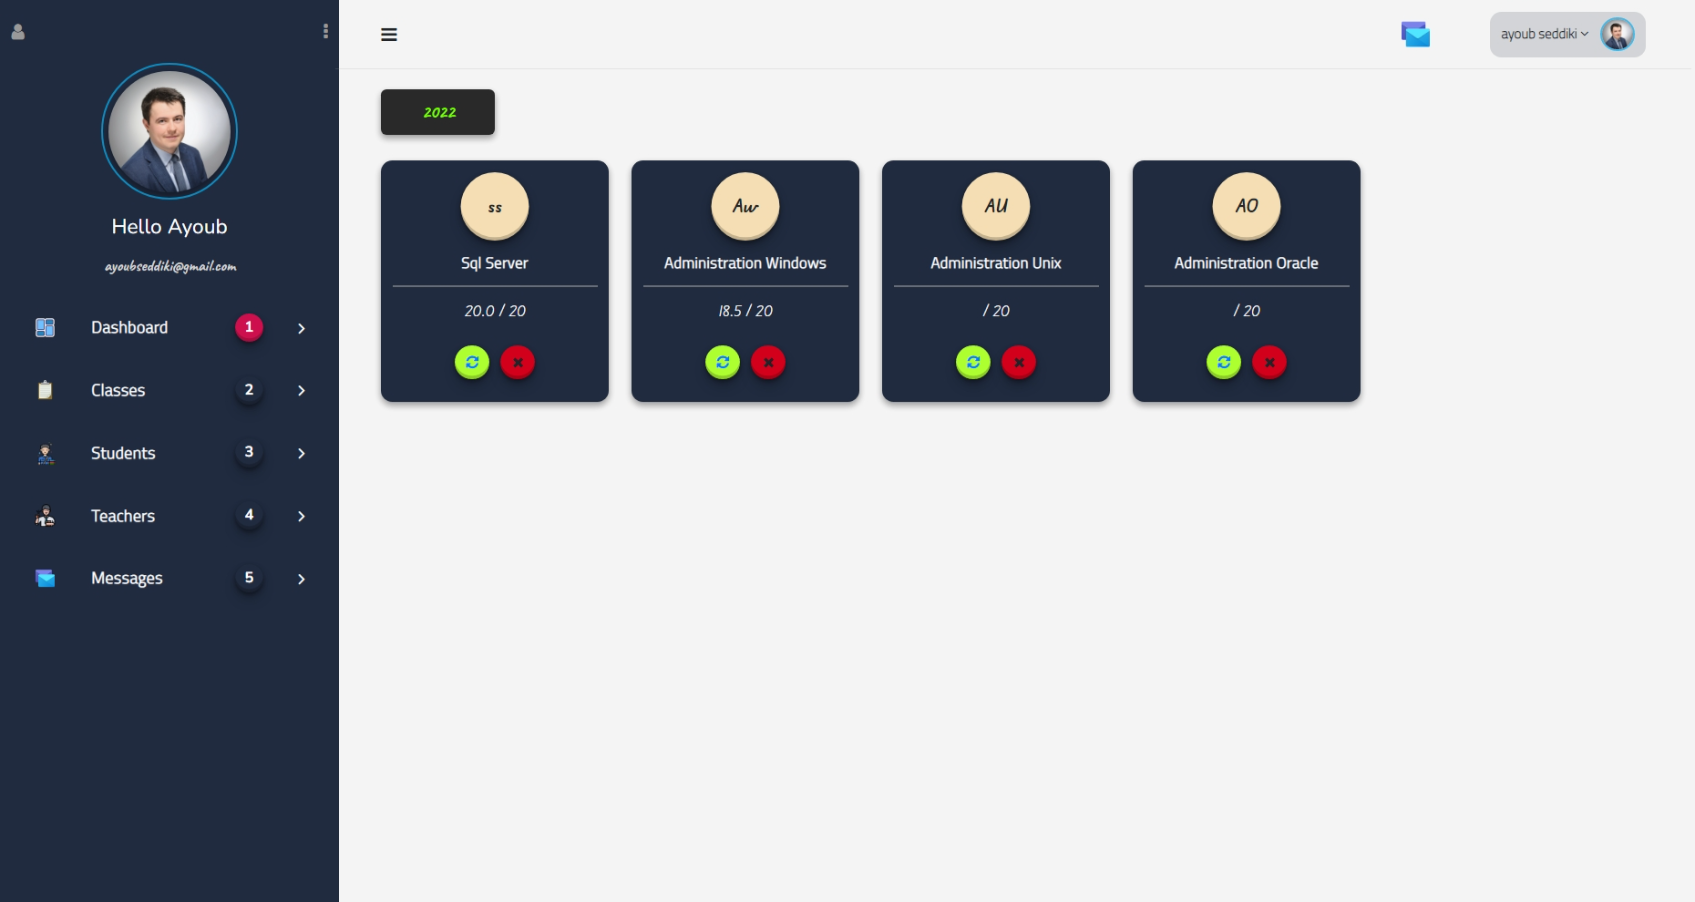 ayoub seddiki
2022
Hello Ayoub
ayoubseddiki@gmail.com
Dashboard 1
Classes 2
Students 3
Teachers 4
Messages 5
ss
Sql Server
20.0 / 20
Aw
Administration Windows
18.5 / 20
AU
Administration Unix
/ 20
AO
Administration Oracle
/ 20